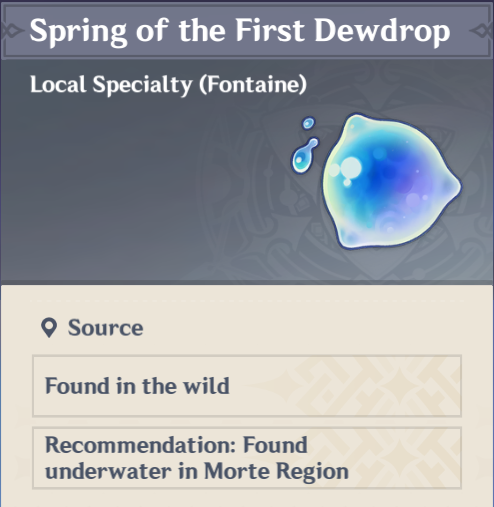 Spring of the First Dewdrop
Local Specialty (Fontaine)
Source
Found in the wild
Recommendation: Found
underwater in Morte Region